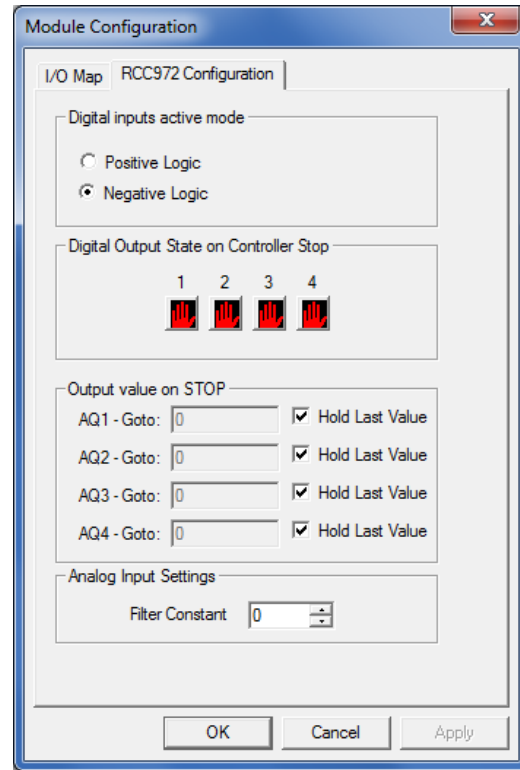 Module Configuration
I/O Map RCC972 Configuration
Digital inputs active mode
Positive Logic
Negative Logic
Digital Output State on Controller Stop
1 2 3 4
Output value on STOP
AQ1 - Goto: 0 Hold Last Value
AQ2 - Goto: 0 Hold Last Value
AQ3 - Goto: 0 Hold Last Value
AQ4 - Goto: 0 Hold Last Value
Analog Input Settings
Filter Constant 0
OK Cancel Apply